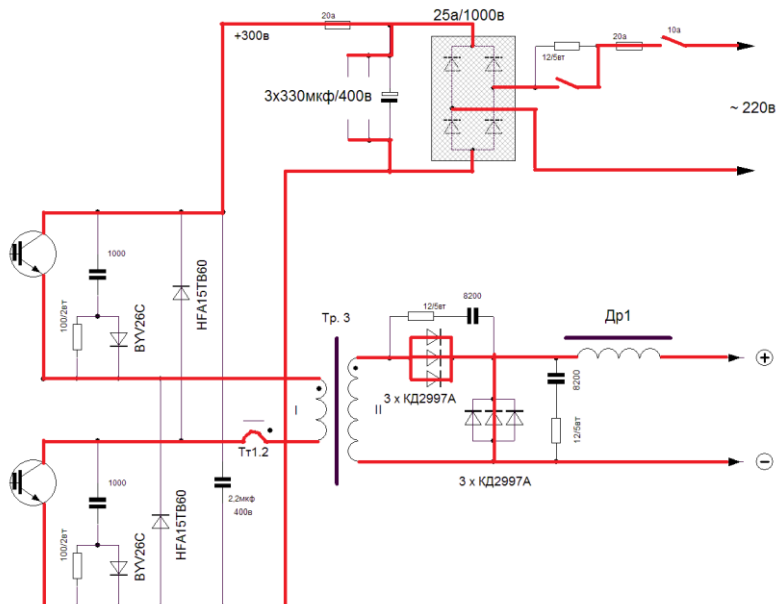 25а/1000в
20а
+300в
20а
10а
12/5вт
3х330мкф/400в
~ 220в
1000
100/2вт
BYV26C
HFA15TB60
Тр. 3
12/5вт
8200
Др1
+
I
II
3 x КД2997А
8200
12/5вт
Тт1.2
1000
2,2мкф
400в
100/2вт
BYV26C
HFA15TB60
3 x КД2997А
−